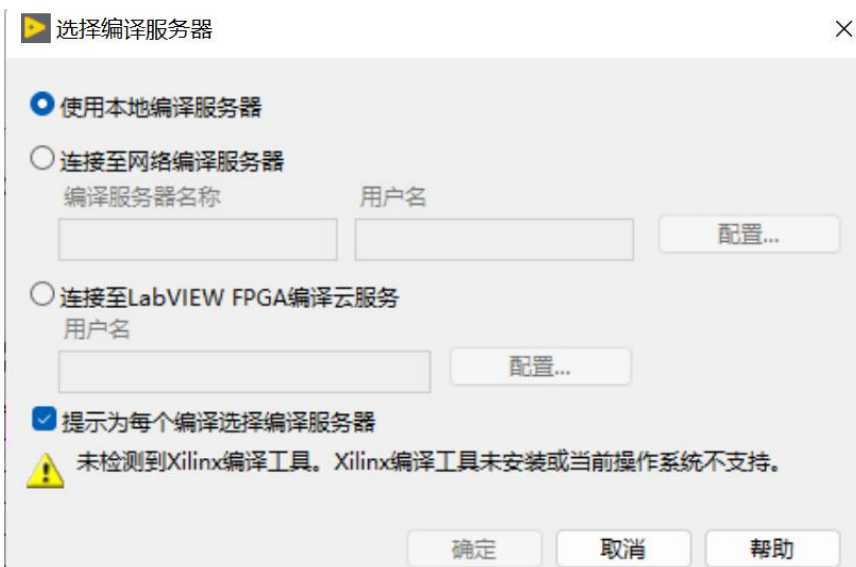 选择编译服务器
使用本地编译服务器
连接至网络编译服务器
编译服务器名称 用户名
配置...
连接至LabVIEW FPGA编译云服务
用户名
配置...
提示为每个编译选择编译服务器
未检测到Xilinx编译工具。Xilinx编译工具未安装或当前操作系统不支持。
确定 取消 帮助